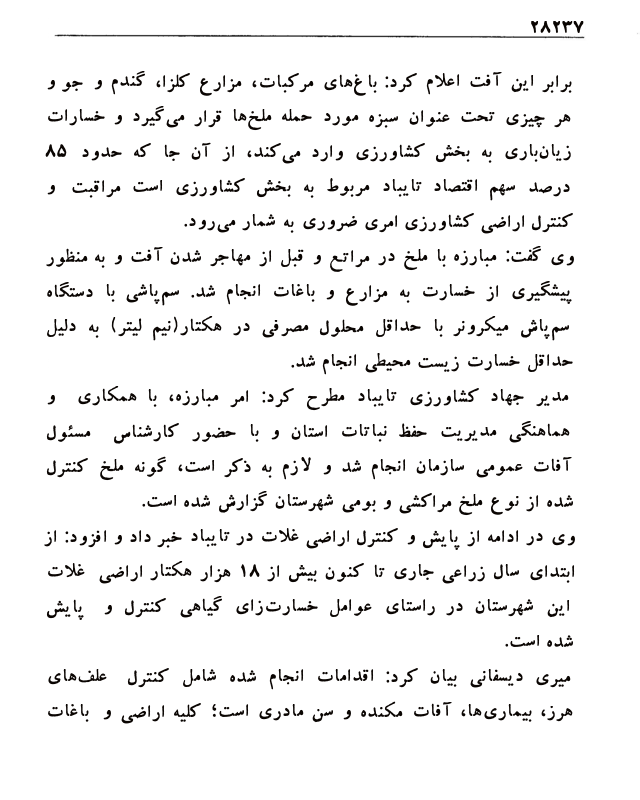 ۲۸۲۳۷
برابر این آفت اعلام کرد: باغ‌های مرکبات، مزارع کلزا، گندم و جو و
هر چیزی تحت عنوان سبزه مورد حمله ملخ‌ها قرار می‌گیرد و خسارات
زیان‌باری به بخش کشاورزی وارد می‌کند، از آن جا که حدود ۸۵
درصد سهم اقتصاد تایباد مربوط به بخش کشاورزی است مراقبت و
کنترل اراضی کشاورزی امری ضروری به شمار می‌رود.
وی گفت: مبارزه با ملخ در مراتع و قبل از مهاجر شدن آفت و به منظور
پیشگیری از خسارت به مزارع و باغات انجام شد. سم‌پاشی با دستگاه
سم‌پاش میکرونر با حداقل محلول مصرفی در هکتار(نیم لیتر) به دلیل
حداقل خسارت زیست محیطی انجام شد.
مدیر جهاد کشاورزی تایباد مطرح کرد: امر مبارزه، با همکاری و
هماهنگی مدیریت حفظ نباتات استان و با حضور کارشناس مسئول
آفات عمومی سازمان انجام شد و لازم به ذکر است، گونه ملخ کنترل
شده از نوع ملخ مراکشی و بومی شهرستان گزارش شده است.
وی در ادامه از پایش و کنترل اراضی غلات در تایباد خبر داد و افزود: از
ابتدای سال زراعی جاری تا کنون بیش از ۱۸ هزار هکتار اراضی غلات
این شهرستان در راستای عوامل خسارت‌زای گیاهی کنترل و پایش
شده است.
میری دیسفانی بیان کرد: اقدامات انجام شده شامل کنترل علف‌های
هرز، بیماری‌ها، آفات مکنده و سن مادری است؛ کلیه اراضی و باغات